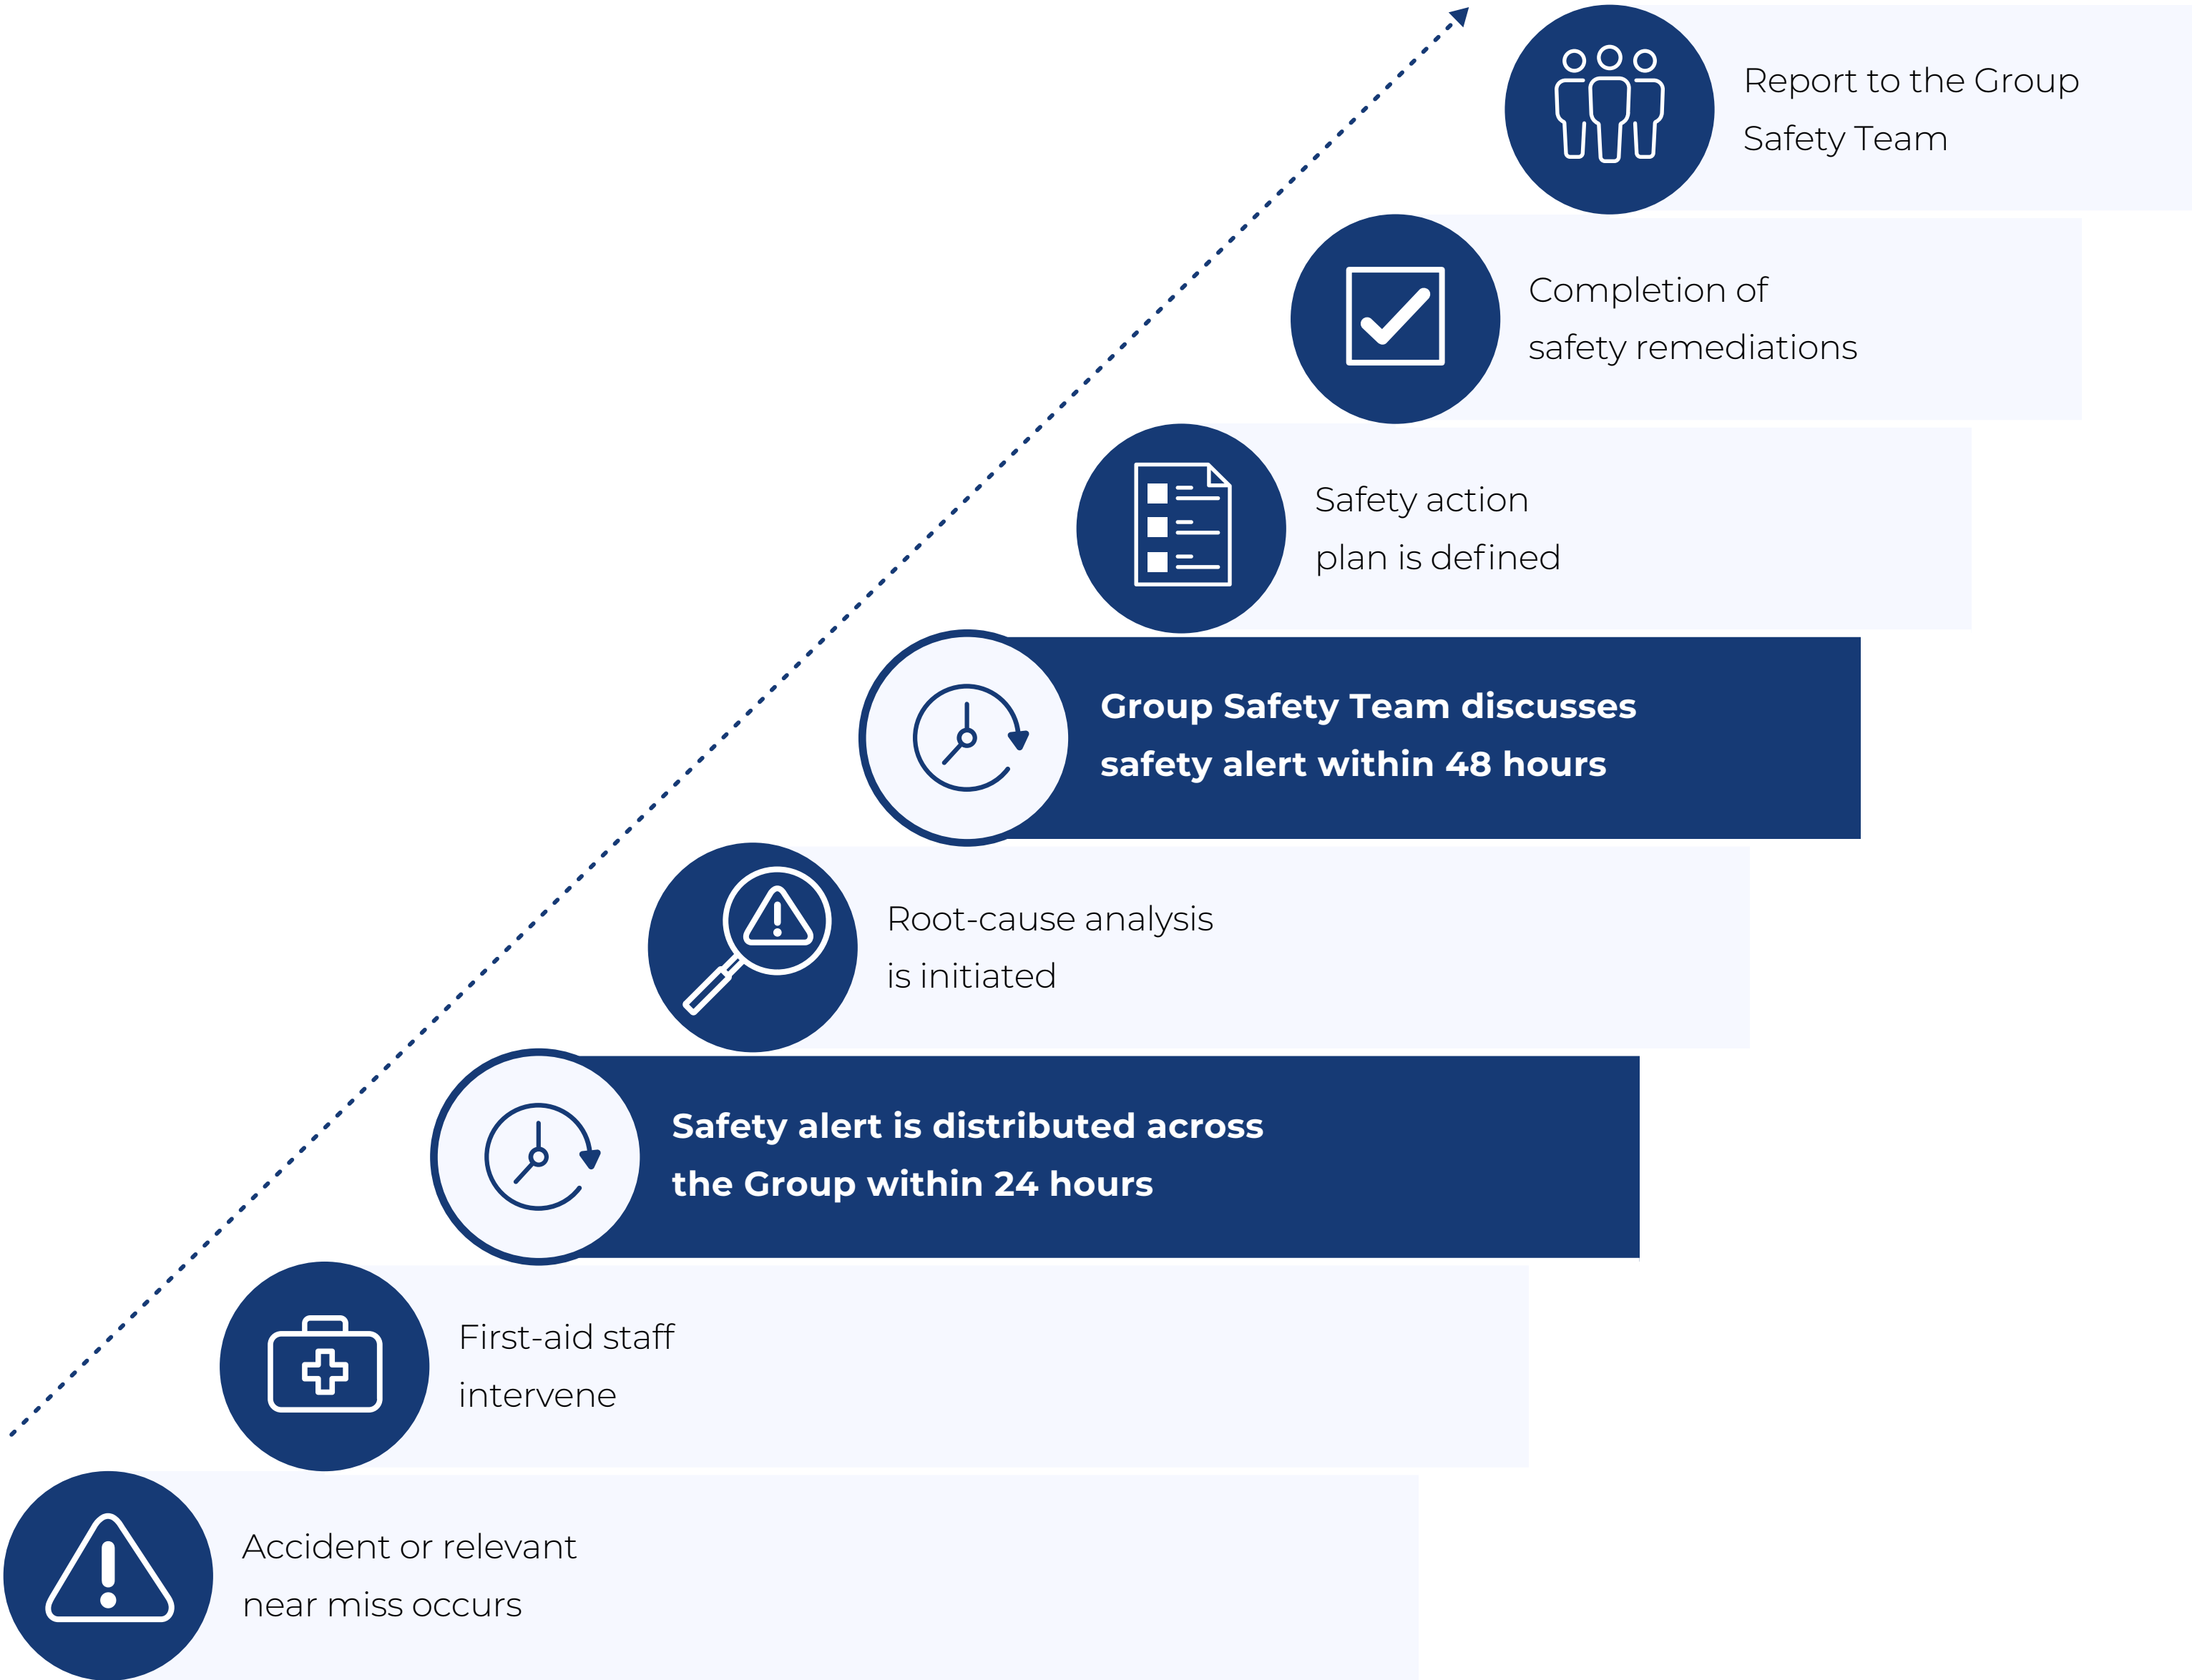 Report to the Group
Safety Team
Completion of
safety remediations
Safety action
plan is defined
Group Safety Team discusses
safety alert within 48 hours
Root-cause analysis
is initiated
Safety alert is distributed across
the Group within 24 hours
First-aid staff
intervene
Accident or relevant
near miss occurs